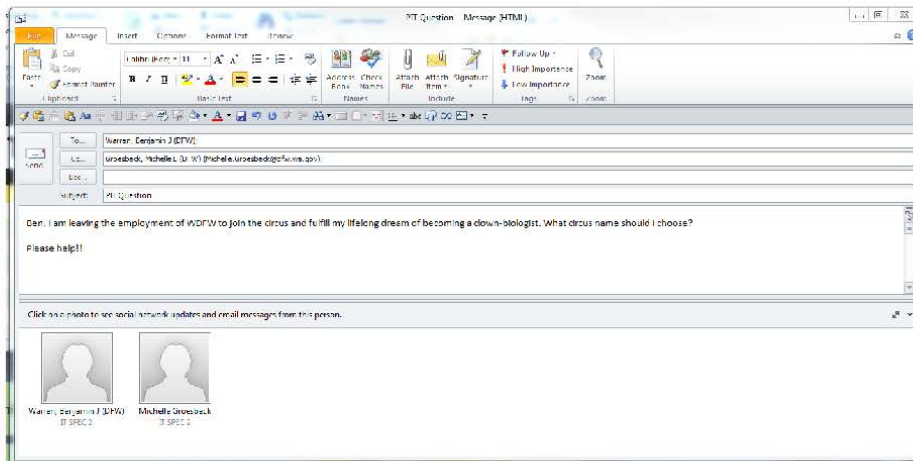 PIT Question - Message (HTML)
File Message Insert Options Format Text Review
Cut
Copy
Paste Format Painter
Clipboard
11
B I U
Basic Text
Address Book Check Names
Names
Attach File Attach Item Signature
Include
Follow Up
High Importance
Low Importance
Tags
Zoom
Zoom
Send
To... Warren, Benjamin J (DFW)
Cc... Groesbeck, Michelle L (DFW) (Michelle.Groesbeck@dfw.wa.gov)
Bcc...
Subject: PIT Question
Ben, I am leaving the employment of WDFW to join the circus and fulfill my lifelong dream of becoming a clown-biologist. What circus name should I choose?
Please help!!
Click on a photo to see social network updates and email messages from this person.
Warren, Benjamin J (DFW) Michelle Groesbeck
IT SPEC 2 IT SPEC 2